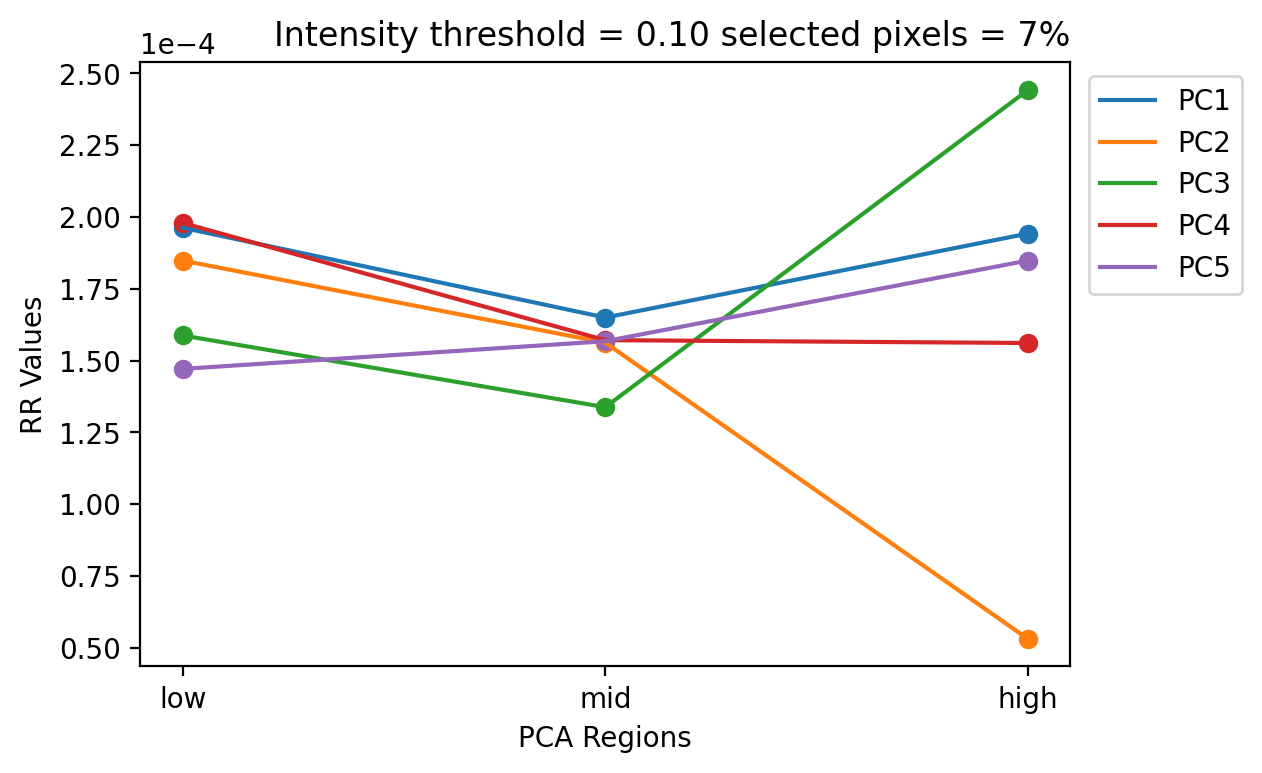 Intensity threshold = 0.10 selected pixels = 7%
1e−4
2.50
2.25
2.00
1.75
1.50
1.25
1.00
0.75
0.50
RR Values
low mid high
PCA Regions
PC1
PC2
PC3
PC4
PC5